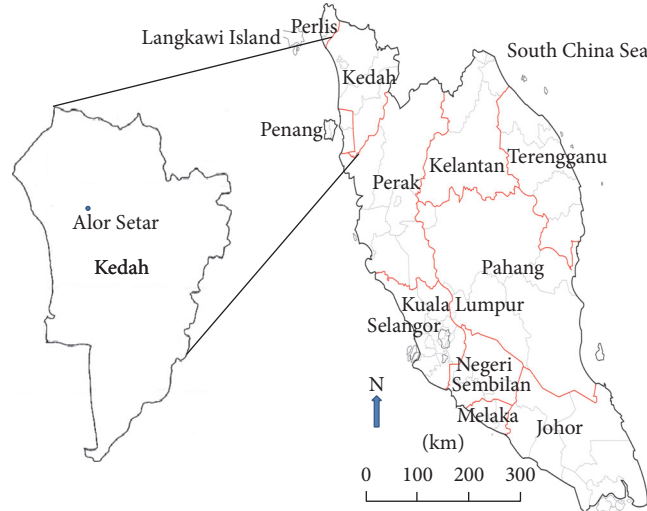 Perlis
Langkawi Island
South China Sea
Kedah
Penang
Kelantan
Terengganu
Perak
Alor Setar
Kedah
Pahang
Kuala Lumpur
Selangor
Negeri
Sembilan
N
Melaka
Johor
(km)
0 100 200 300